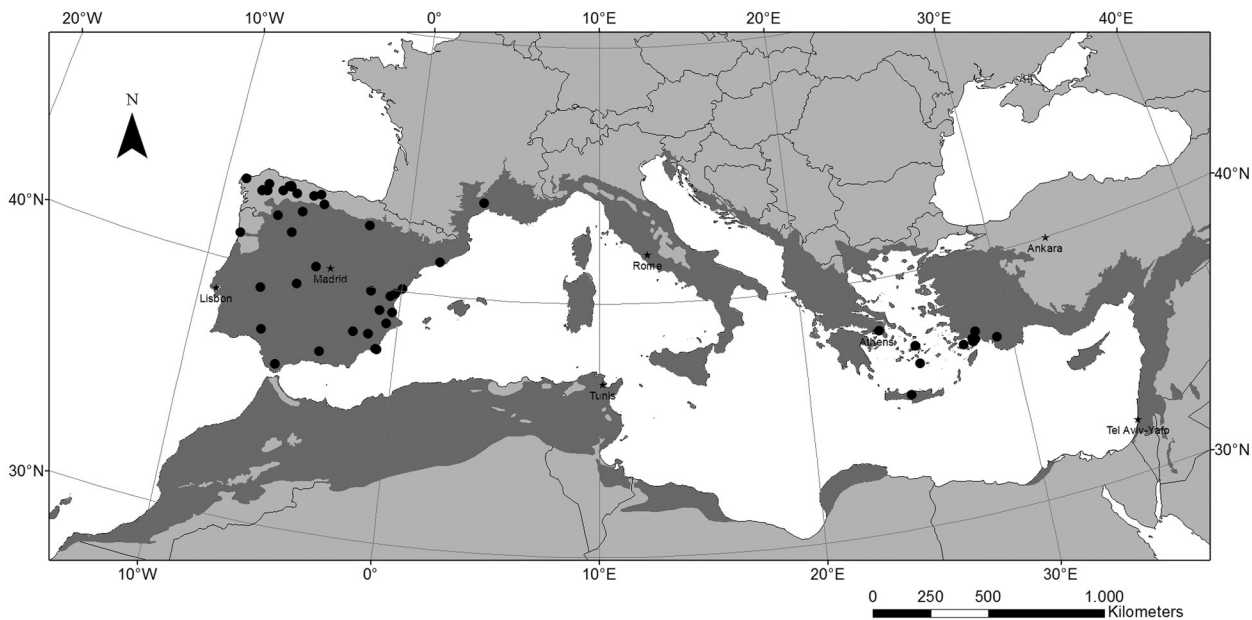 20°W 10°W 0° 10°E 20°E 30°E 40°E
N
40°N
40°N
Madrid
Lisbon
Rome
Ankara
Athens
Tunis
Tel Aviv-Yafo
30°N
30°N
10°W 0° 10°E 20°E 30°E
0 250 500 1.000
Kilometers